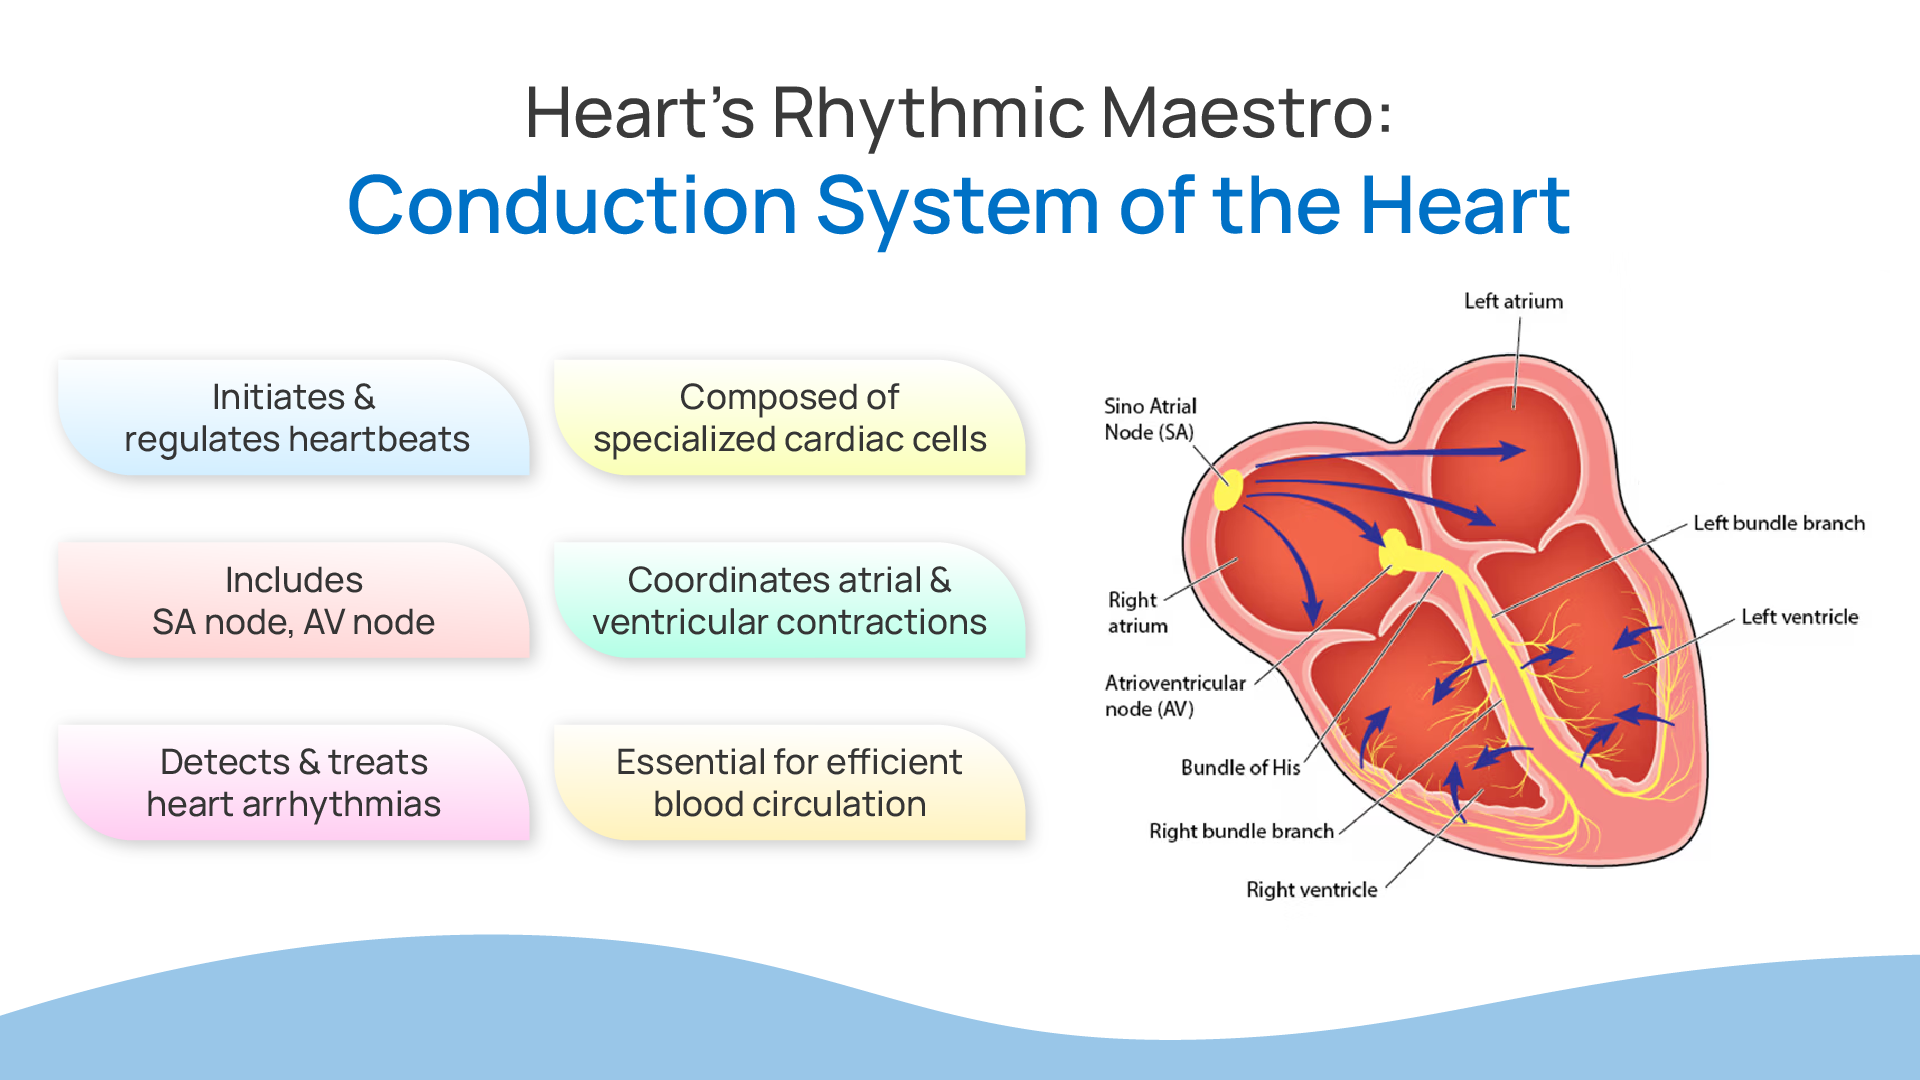 Heart’s Rhythmic Maestro:
Conduction System of the Heart
Initiates &
regulates heartbeats
Composed of
specialized cardiac cells
Includes
SA node, AV node
Coordinates atrial &
ventricular contractions
Detects & treats
heart arrhythmias
Essential for efficient
blood circulation
Left atrium
Sino Atrial
Node (SA)
Left bundle branch
Right
atrium
Left ventricle
Atrioventricular
node (AV)
Bundle of His
Right bundle branch
Right ventricle